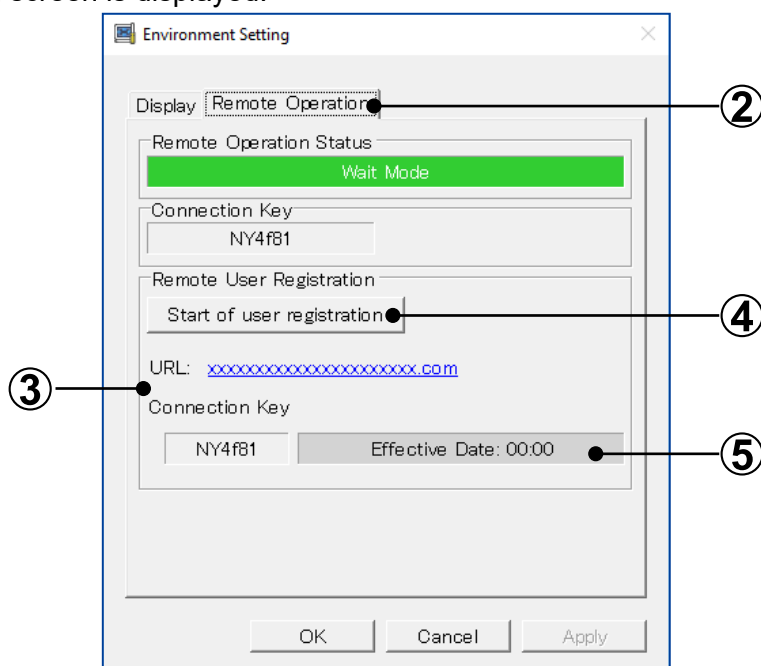 screen is displayed.
Environment Setting
Display Remote Operation
②
Remote Operation Status
Wait Mode
Connection Key
NY4f81
Remote User Registration
Start of user registration
④
URL: xxxxxxxxxxxxxxxxxxxxxx.com
③
Connection Key
NY4f81 Effective Date: 00:00
⑤
OK Cancel Apply